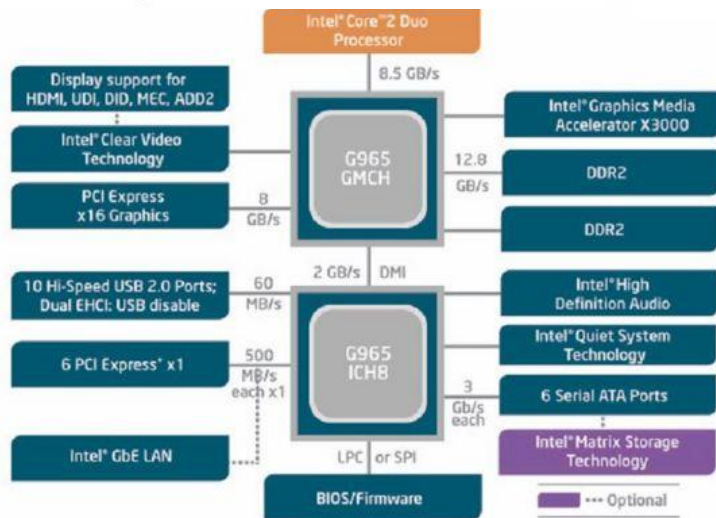 Intel® Core™2 Duo
Processor
8.5 GB/s
Display support for
HDMI, UDI, DID, MEC, ADD2
Intel® Clear Video
Technology
PCI Express
x16 Graphics
8
GB/s
G965
GMCH
12.8
GB/s
Intel® Graphics Media
Accelerator X3000
DDR2
DDR2
2 GB/s
DMI
10 Hi-Speed USB 2.0 Ports;
Dual EHCI: USB disable
60
MB/s
6 PCI Express* x1
500
MB/s
each x1
Intel® GbE LAN
G965
ICH8
Intel® High
Definition Audio
Intel® Quiet System
Technology
3
Gb/s
each
6 Serial ATA Ports
Intel® Matrix Storage
Technology
LPC or SPI
BIOS/Firmware
Optional